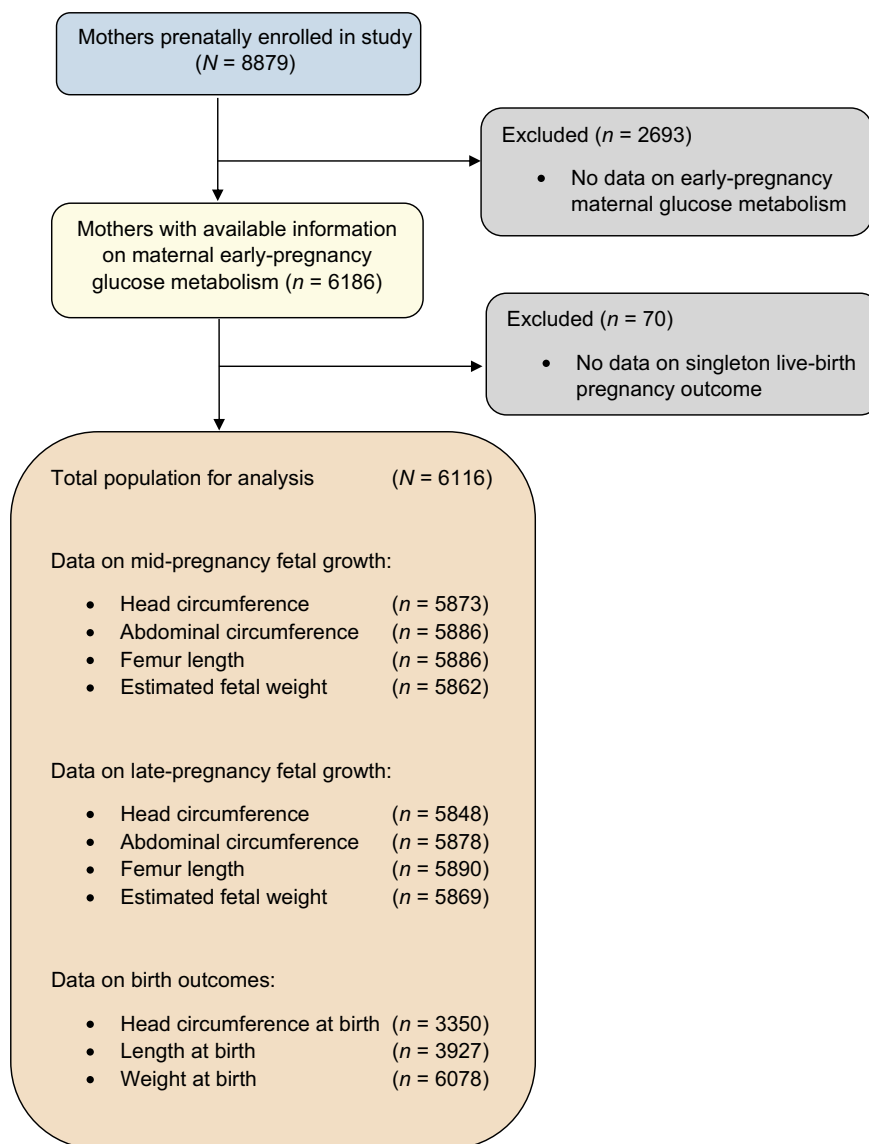 Mothers prenatally enrolled in study
(N = 8879)
Excluded (n = 2693)
• No data on early-pregnancy
maternal glucose metabolism
Mothers with available information
on maternal early-pregnancy
glucose metabolism (n = 6186)
Excluded (n = 70)
• No data on singleton live-birth
pregnancy outcome
Total population for analysis (N = 6116)
Data on mid-pregnancy fetal growth:
• Head circumference (n = 5873)
• Abdominal circumference (n = 5886)
• Femur length (n = 5886)
• Estimated fetal weight (n = 5862)
Data on late-pregnancy fetal growth:
• Head circumference (n = 5848)
• Abdominal circumference (n = 5878)
• Femur length (n = 5890)
• Estimated fetal weight (n = 5869)
Data on birth outcomes:
• Head circumference at birth (n = 3350)
• Length at birth (n = 3927)
• Weight at birth (n = 6078)